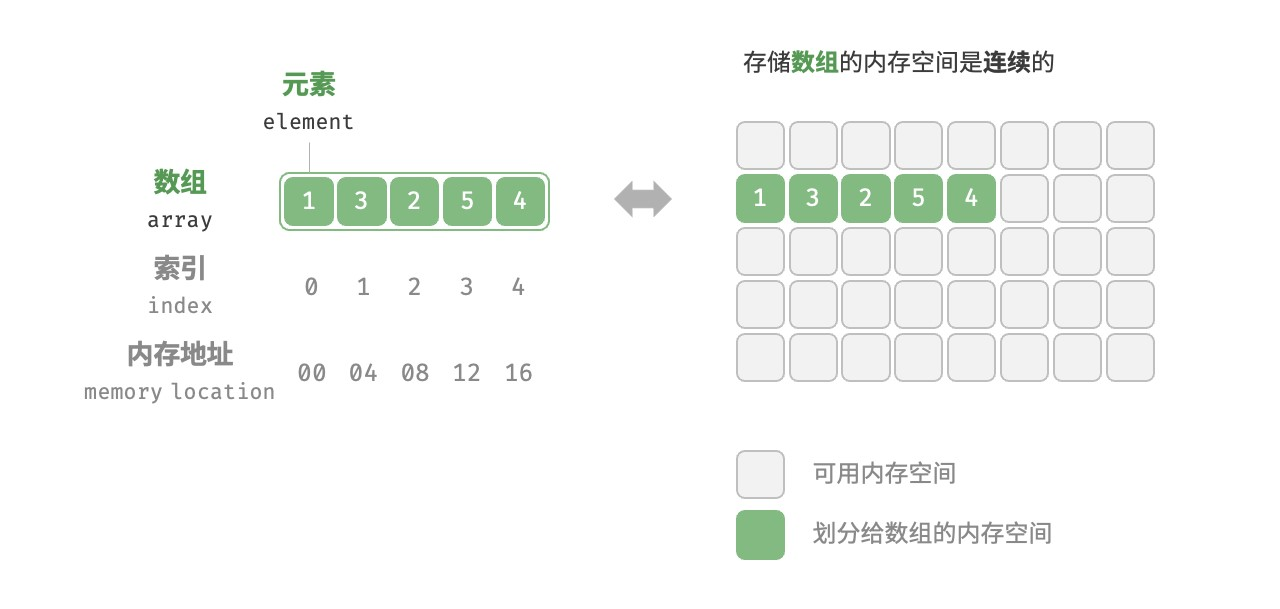 存储数组的内存空间是连续的
元素
element
数组
array
1 3 2 5 4
索引
index
0 1 2 3 4
内存地址
memory location
00 04 08 12 16
1 3 2 5 4
可用内存空间
划分给数组的内存空间